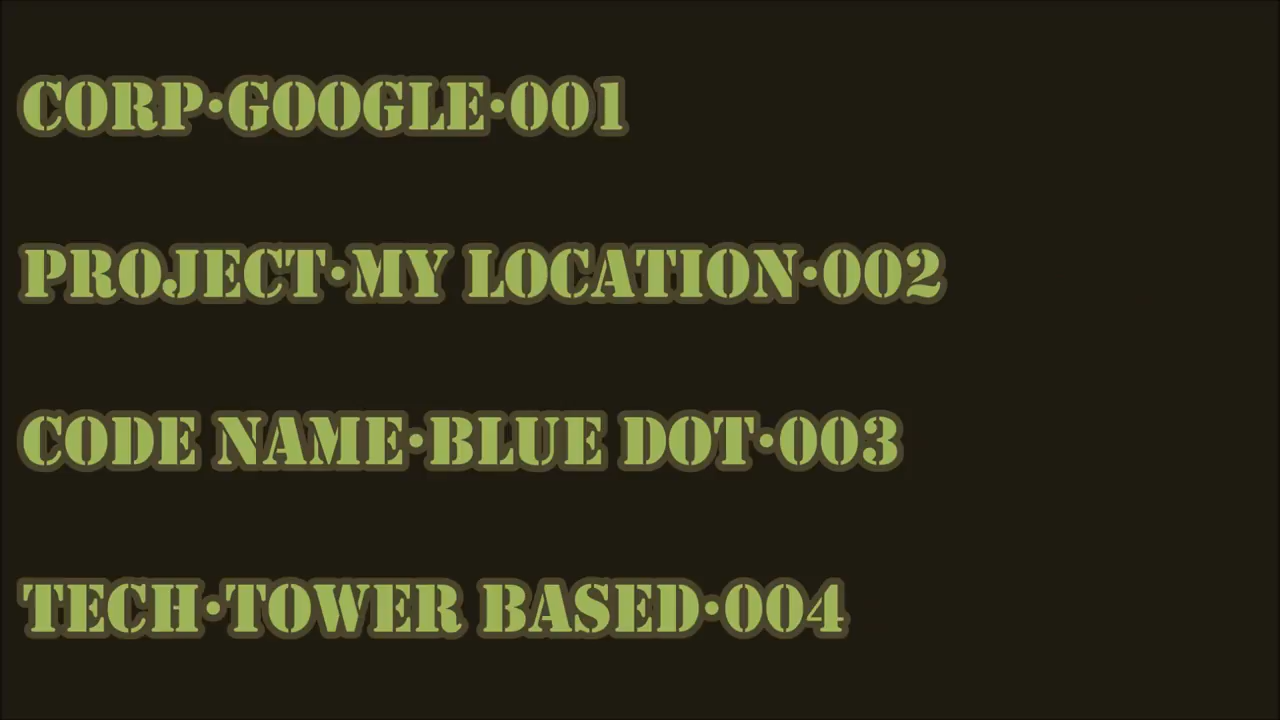 CORP·GOOGLE·001
PROJECT·MY LOCATION·002
CODE NAME·BLUE DOT·003
TECH·TOWER BASED·004